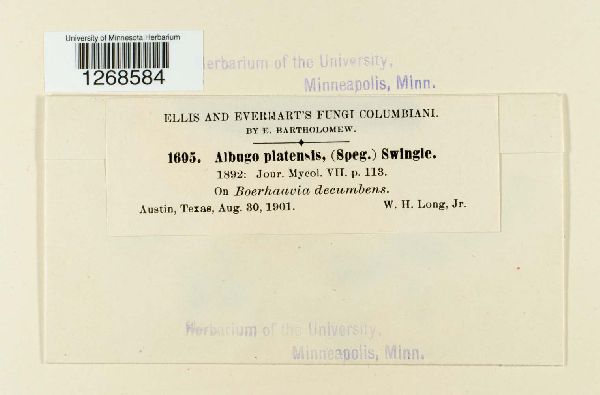 University of Minnesota Herbarium
1268584
Herbarium of the University,
Minneapolis, Minn.
ELLIS AND EVERHART'S FUNGI COLUMBIANI.
BY E. BARTHOLOMEW.
1695. Albugo platensis, (Speg.) Swingle.
1892: Jour. Mycol. VII. p. 113.
On Boerhaavia decumbens.
Austin, Texas, Aug. 30, 1901. W. H. Long, Jr.
Herbarium of the University,
Minneapolis, Minn.